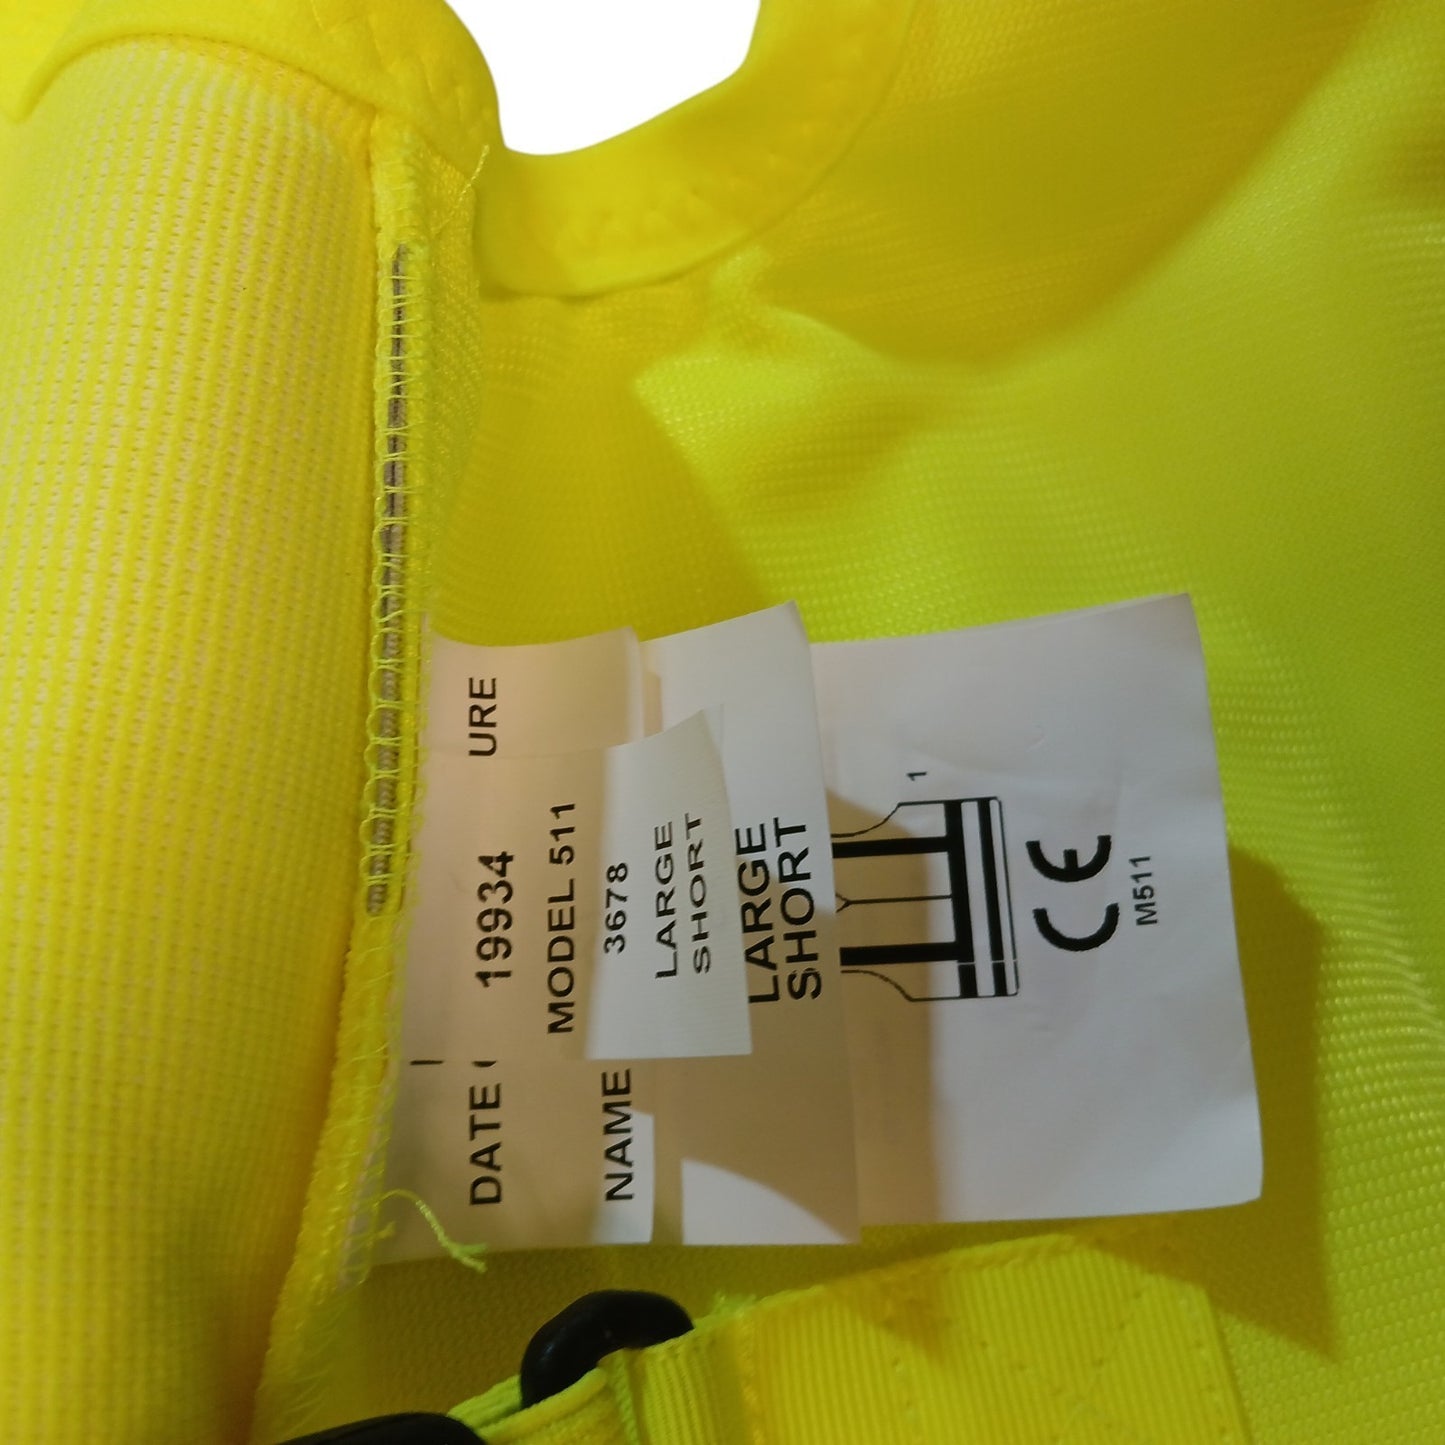 URE
19934
DATE
MODEL 511
3678
NAME
LARGE
SHORT
LARGE
SHORT
1
CE
M511